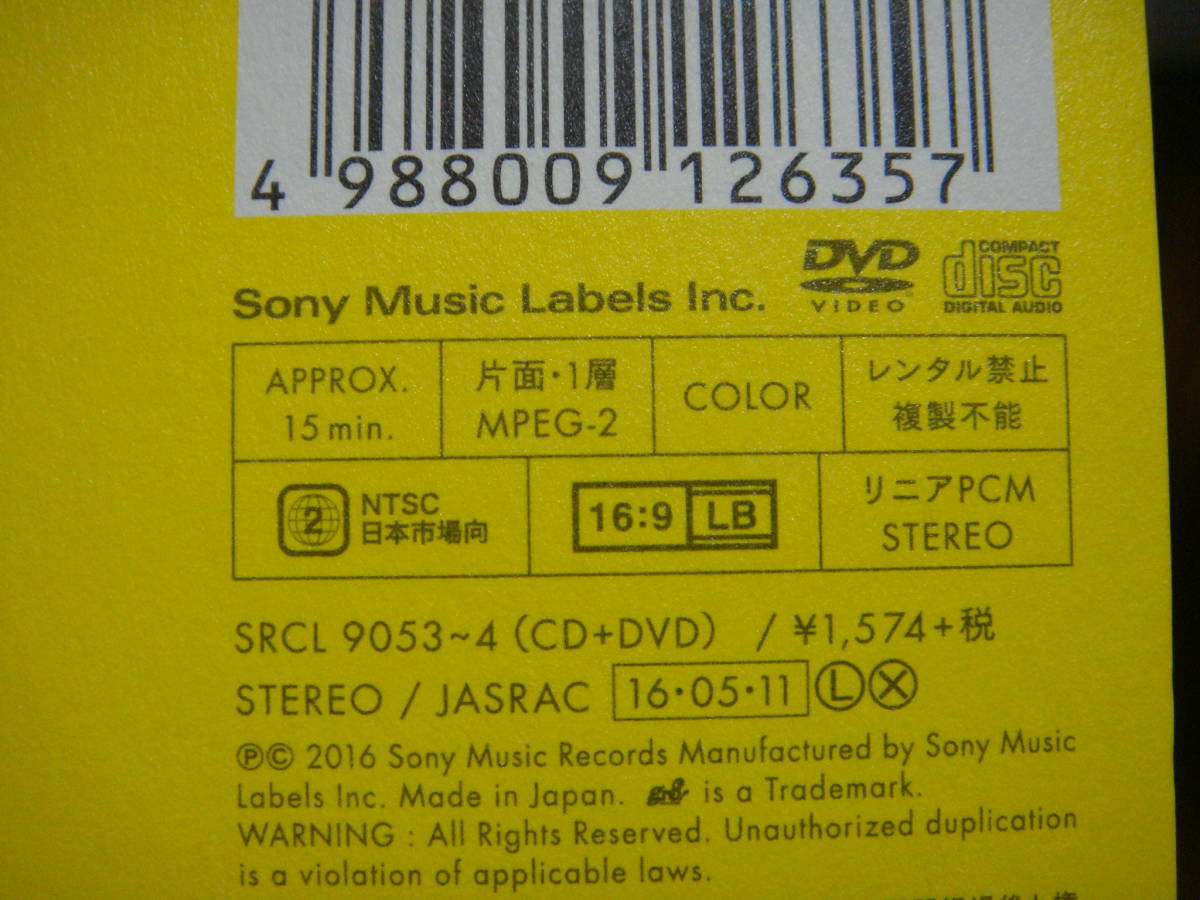 4 988009 126357
Sony Music Labels Inc.
DVD VIDEO
COMPACT disc DIGITAL AUDIO
APPROX. 15 min.
片面・1層 MPEG-2
COLOR
レンタル禁止 複製不能
2 NTSC 日本市場向
16:9 LB
リニアPCM STEREO
SRCL 9053~4 (CD+DVD) / ¥1,574+税
STEREO / JASRAC 16・05・11 Ⓛ Ⓧ
℗© 2016 Sony Music Records Manufactured by Sony Music
Labels Inc. Made in Japan. is a Trademark.
WARNING : All Rights Reserved. Unauthorized duplication
is a violation of applicable laws.